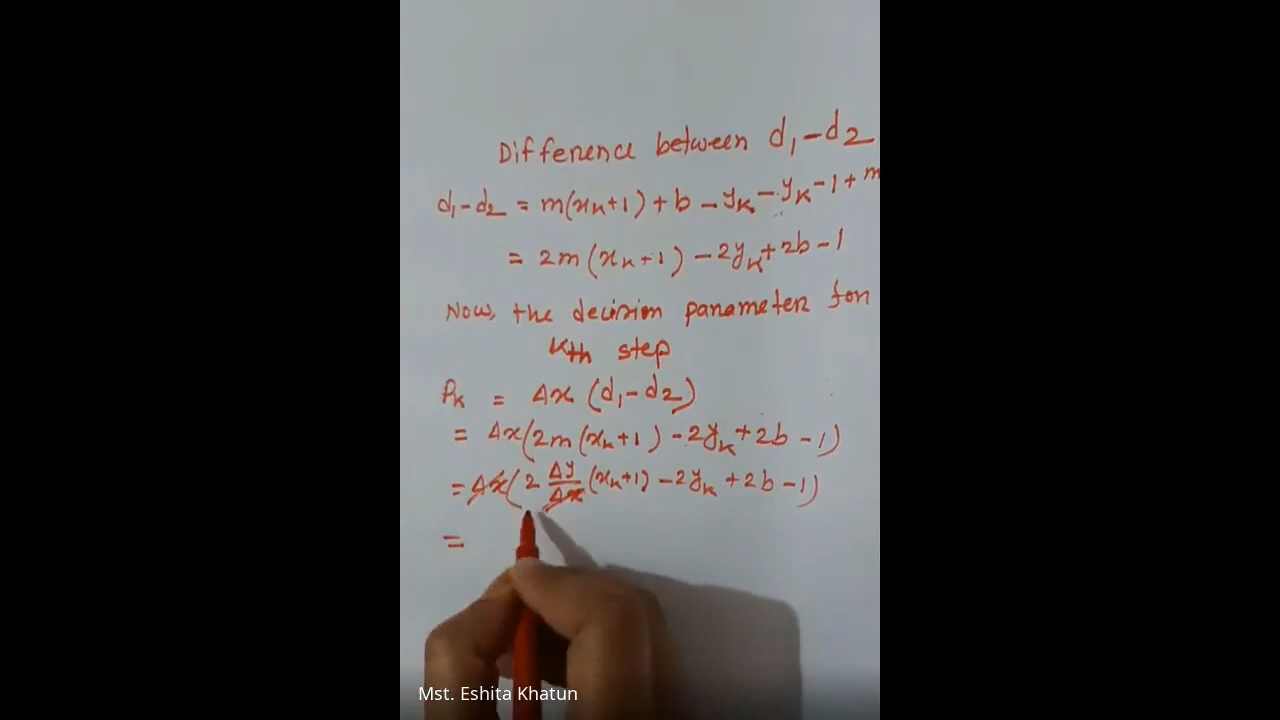 Difference between d₁-d₂
d₁-d₂ = m(xₖ+1)+b-yₖ-yₖ-1+m
= 2m(xₖ+1)-2yₖ+2b-1
Now, the decision parameter for
Kth step
Pₖ = Δx(d₁-d₂)
= Δx(2m(xₖ+1)-2yₖ+2b-1)
= Δx(2 Δy/Δx (xₖ+1)-2yₖ+2b-1)
=
Mst. Eshita Khatun